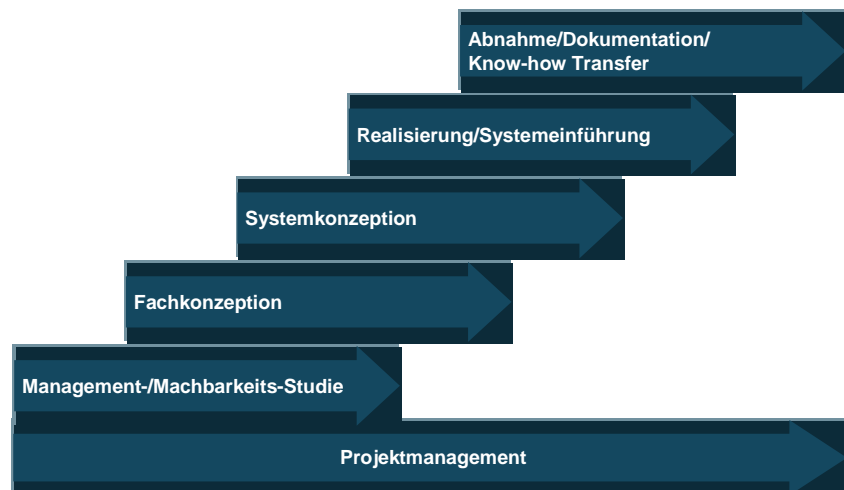 Abnahme/Dokumentation/
Know-how Transfer
Realisierung/Systemeinführung
Systemkonzeption
Fachkonzeption
Management-/Machbarkeits-Studie
Projektmanagement